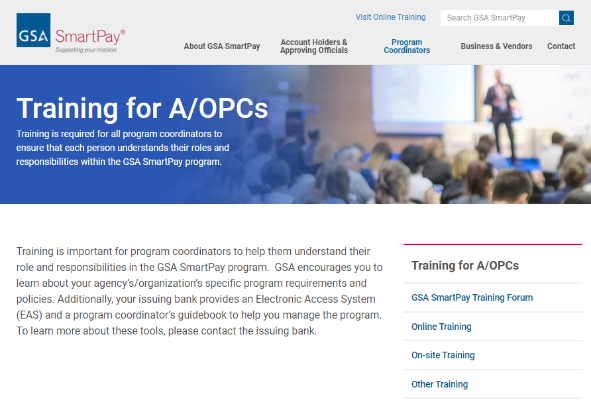 Visit Online Training
Search GSA SmartPay
GSA SmartPay®
Supporting your mission
About GSA SmartPay
Account Holders &
Approving Officials
Program
Coordinators
Business & Vendors
Contact
Training for A/OPCs
Training is required for all program coordinators to
ensure that each person understands their roles and
responsibilities within the GSA SmartPay program.
Training is important for program coordinators to help them understand their
role and responsibilities in the GSA SmartPay program. GSA encourages you to
learn about your agency's/organization's specific program requirements and
policies. Additionally, your issuing bank provides an Electronic Access System
(EAS) and a program coordinator's guidebook to help you manage the program.
To learn more about these tools, please contact the issuing bank.
Training for A/OPCs
GSA SmartPay Training Forum
Online Training
On-site Training
Other Training